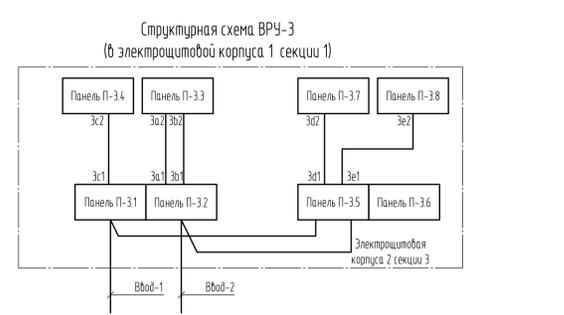 Структурная схема ВРУ-3
(в электрощитовой корпуса 1 секции 1)
Панель П-3.4
Панель П-3.3
Панель П-3.7
Панель П-3.8
3c2
3a2
3b2
3d2
3e2
3c1
3a1
3b1
3d1
3e1
Панель П-3.1
Панель П-3.2
Панель П-3.5
Панель П-3.6
Электрощитовая
корпуса 2 секции 3
Ввод-1
Ввод-2